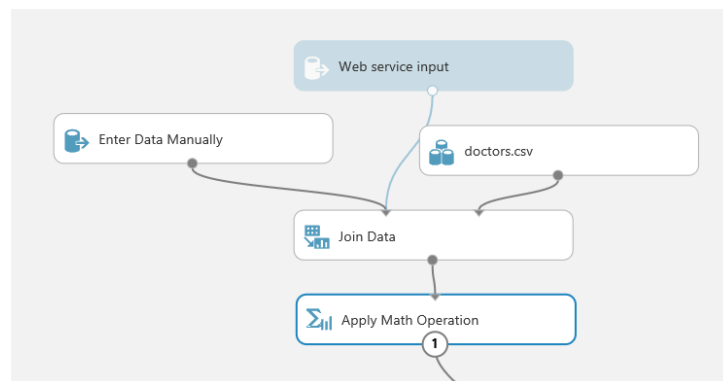 Web service input
Enter Data Manually
doctors.csv
Join Data
Apply Math Operation
1